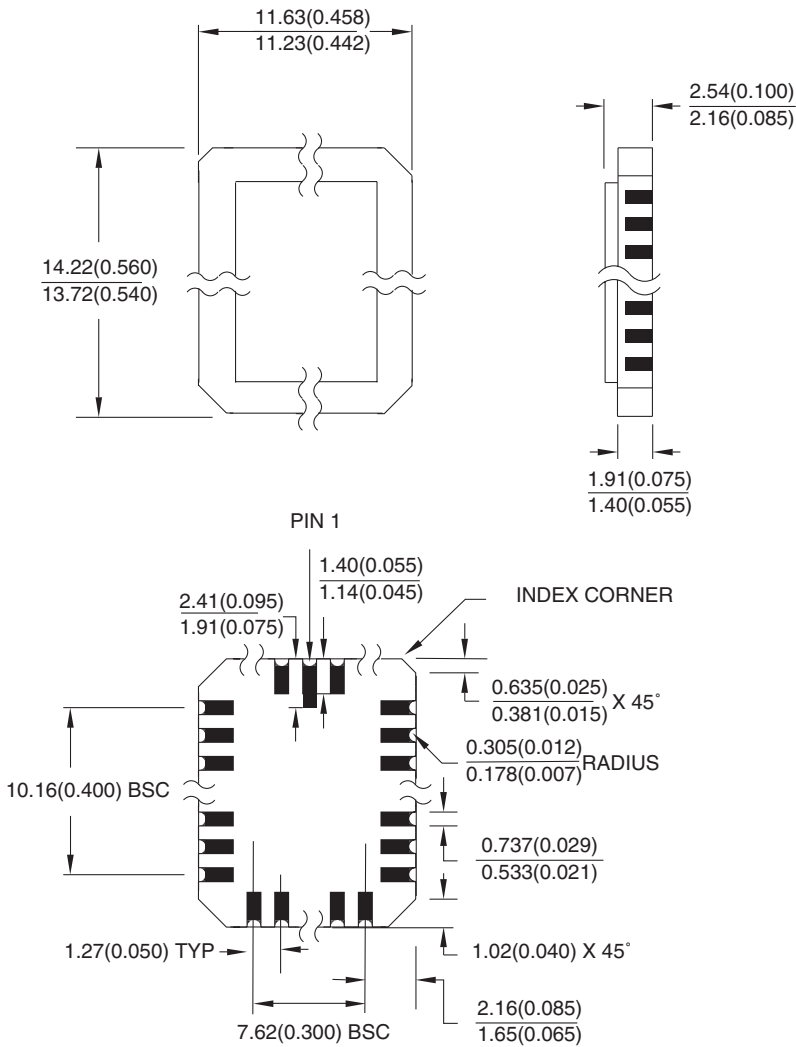 11.63(0.458)
11.23(0.442)
2.54(0.100)
2.16(0.085)
14.22(0.560)
13.72(0.540)
1.91(0.075)
1.40(0.055)
PIN 1
1.40(0.055)
1.14(0.045)
2.41(0.095)
1.91(0.075)
INDEX CORNER
0.635(0.025)
0.381(0.015) X 45°
0.305(0.012)
0.178(0.007) RADIUS
10.16(0.400) BSC
0.737(0.029)
0.533(0.021)
1.27(0.050) TYP
1.02(0.040) X 45°
7.62(0.300) BSC
2.16(0.085)
1.65(0.065)